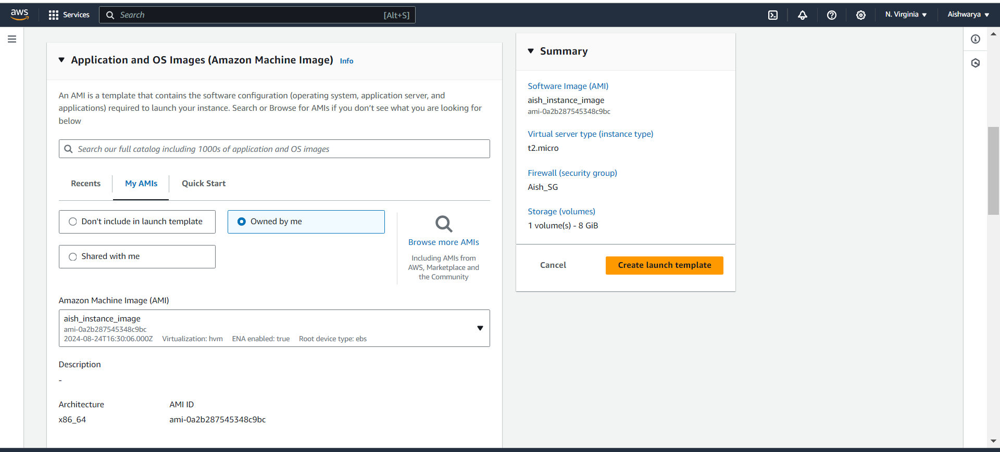 aws
Services
Search
[Alt+S]
N. Virginia
Aishwarya
Application and OS Images (Amazon Machine Image) Info
An AMI is a template that contains the software configuration (operating system, application server, and
applications) required to launch your instance. Search or Browse for AMIs if you don’t see what you are looking for
below
Search our full catalog including 1000s of application and OS images
Recents
My AMIs
Quick Start
Don't include in launch template
Owned by me
Shared with me
Browse more AMIs
Including AMIs from
AWS, Marketplace and
the Community
Amazon Machine Image (AMI)
aish_instance_image
ami-0a2b287545348c9bc
2024-08-24T16:30:06.000Z Virtualization: hvm ENA enabled: true Root device type: ebs
Description
-
Architecture AMI ID
x86_64 ami-0a2b287545348c9bc
Summary
Software Image (AMI)
aish_instance_image
ami-0a2b287545348c9bc
Virtual server type (instance type)
t2.micro
Firewall (security group)
Aish_SG
Storage (volumes)
1 volume(s) - 8 GiB
Cancel
Create launch template